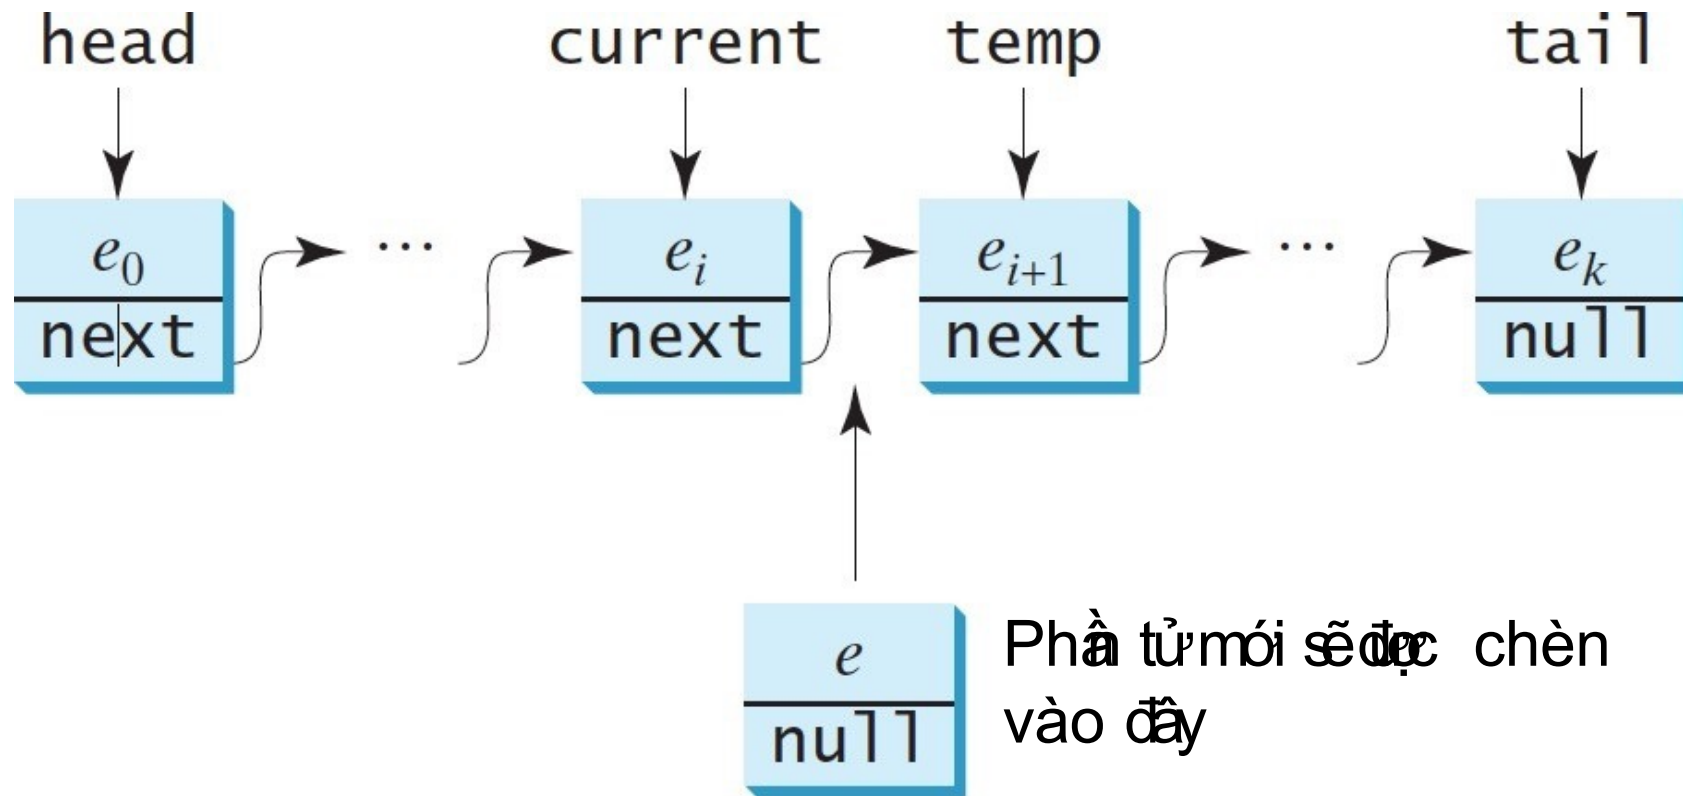 head current temp tail
e0 ... ei ei+1 ... ek
next next next null
e
null
Phần tử mới sẽ được chèn
vào đây